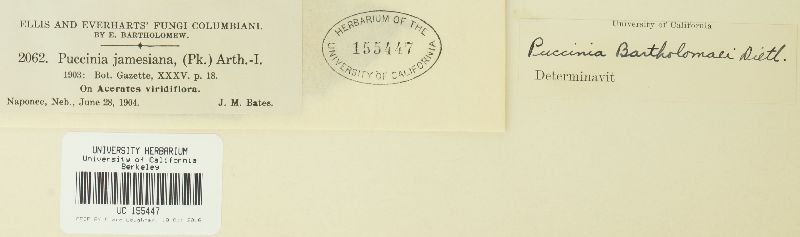 ELLIS AND EVERHARTS' FUNGI COLUMBIANI.
BY E. BARTHOLOMEW.
2062. Puccinia jamesiana, (Pk.) Arth.-I.
1903: Bot. Gazette, XXXV. p. 18.
On Acerates viridiflora.
Naponee, Neb., June 28, 1904. J. M. Bates.
HERBARIUM OF THE
155447
UNIVERSITY OF CALIFORNIA
University of California
Puccinia Bartholomaei Dietl.
Determinavit
UNIVERSITY HERBARIUM
University of California
Berkeley
UC 155447